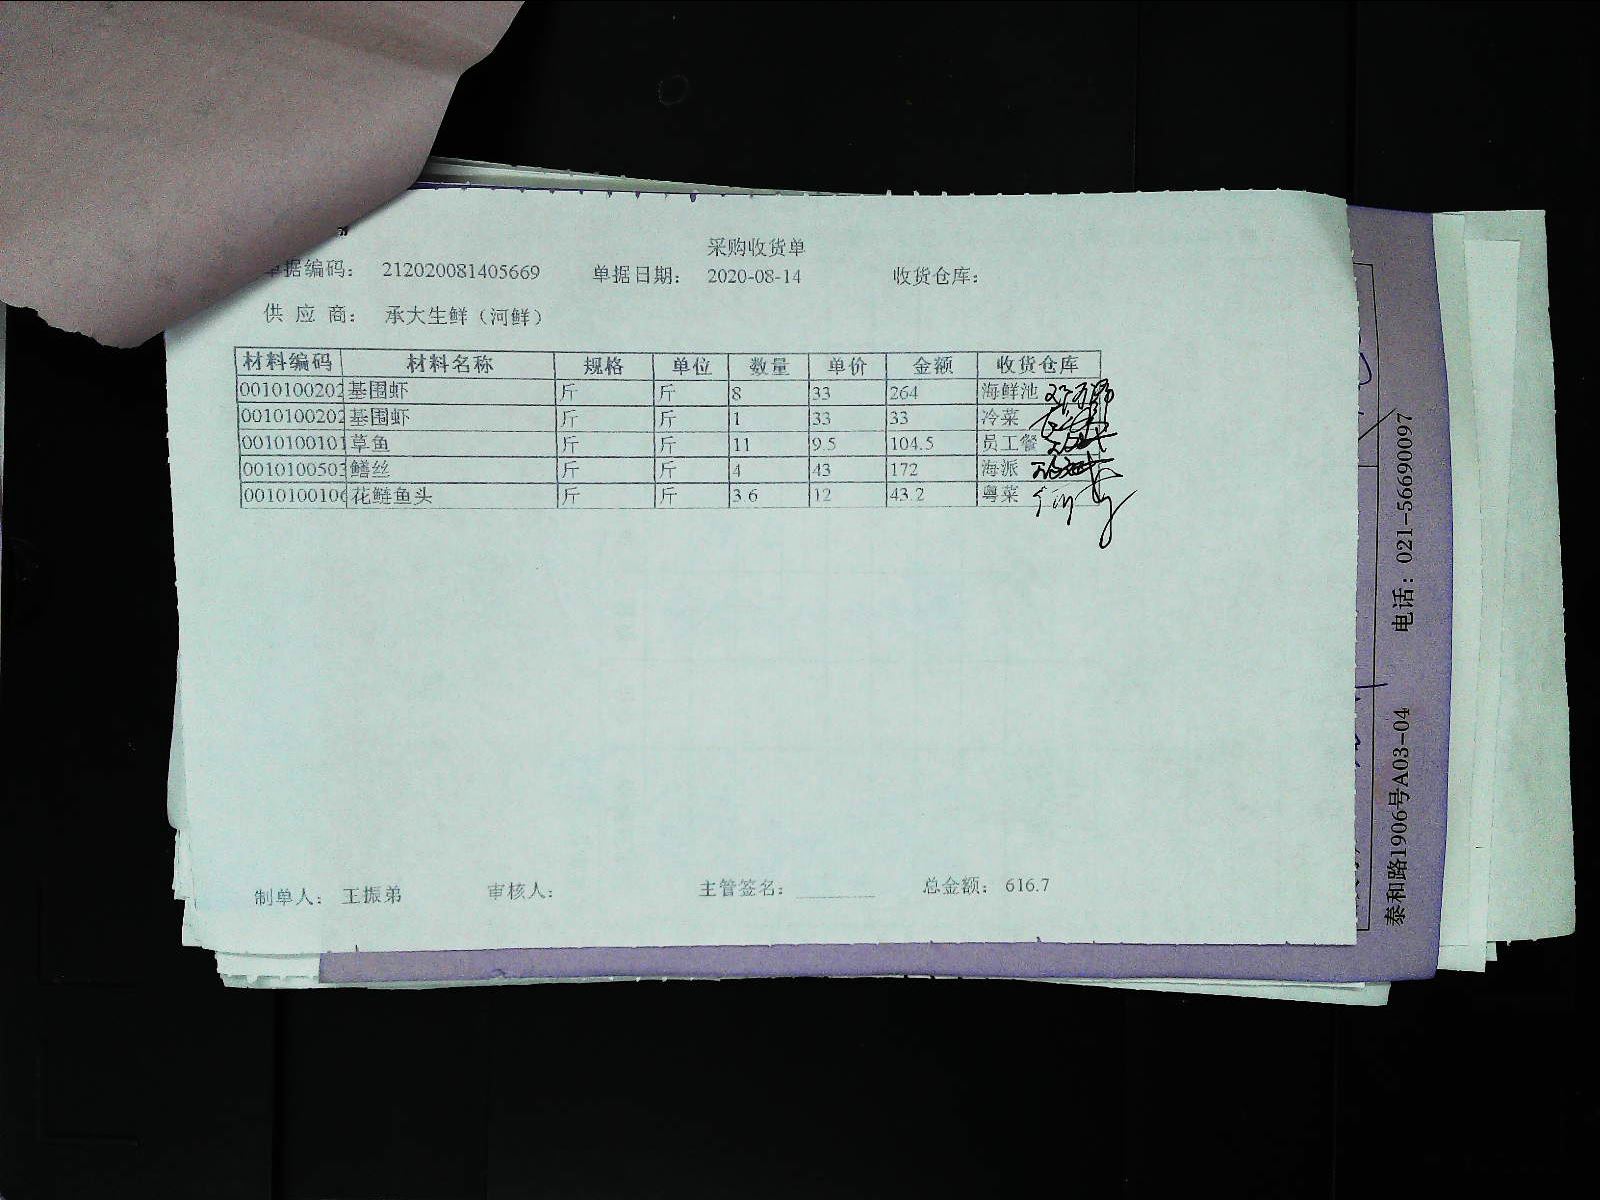 采购收货单
单据编码： 212020081405669 单据日期： 2020-08-14 收货仓库：
供 应 商： 承大生鲜（河鲜）
材料编码 材料名称 规格 单位 数量 单价 金额 收货仓库
0010100202 基围虾 斤 斤 8 33 264 海鲜池
0010100202 基围虾 斤 斤 1 33 33 冷菜
0010100101 草鱼 斤 斤 11 9.5 104.5 员工餐
0010100503 鳝丝 斤 斤 4 43 172 海派
0010100106 花鲢鱼头 斤 斤 3.6 12 43.2 粤菜
制单人： 王振弟 审核人： 主管签名： 总金额： 616.7
泰和路1906号A03-04 电话：021-56690097